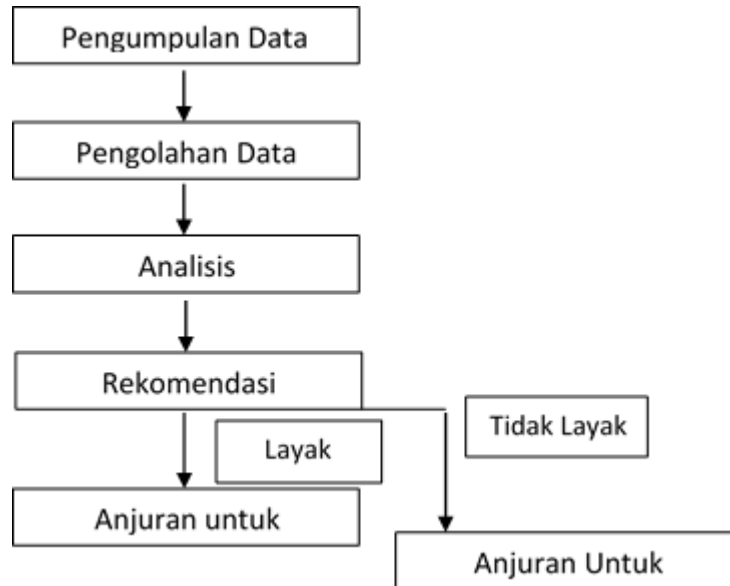 Pengumpulan Data
Pengolahan Data
Analisis
Rekomendasi
Layak
Tidak Layak
Anjuran untuk
Anjuran Untuk